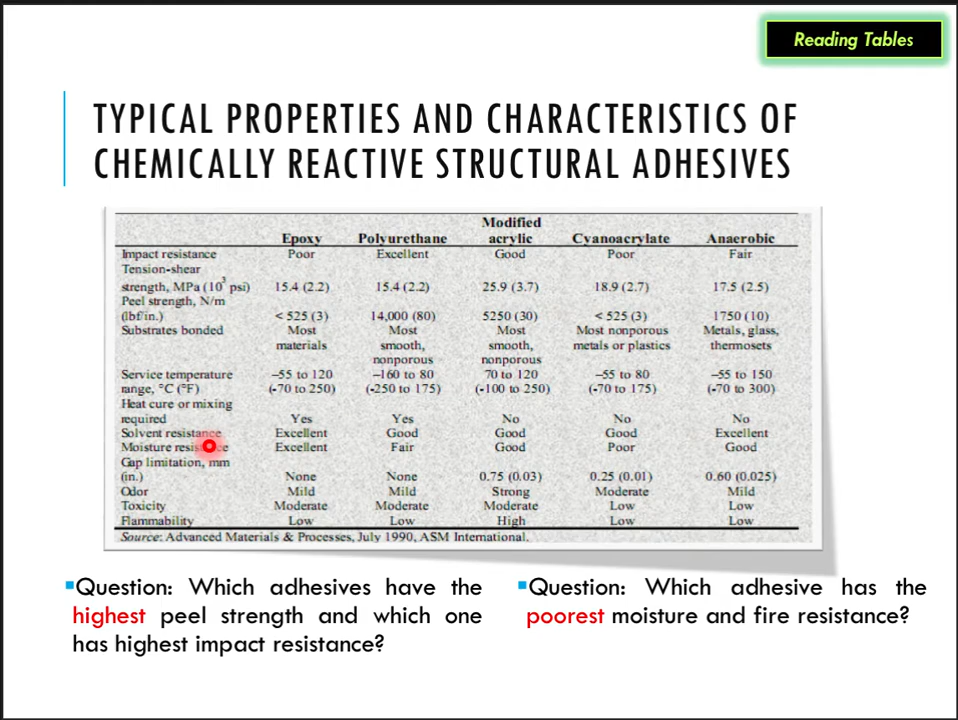 Reading Tables
TYPICAL PROPERTIES AND CHARACTERISTICS OF
CHEMICALLY REACTIVE STRUCTURAL ADHESIVES
Modified
Epoxy Polyurethane acrylic Cyanoacrylate Anaerobic
Impact resistance Poor Excellent Good Poor Fair
Tension-shear
strength, MPa (10³ psi) 15.4 (2.2) 15.4 (2.2) 25.9 (3.7) 18.9 (2.7) 17.5 (2.5)
Peel strength, N/m
(lbf/in.) < 525 (3) 14,000 (80) 5250 (30) < 525 (3) 1750 (10)
Substrates bonded Most Most Most Most nonporous Metals, glass,
materials smooth, smooth, metals or plastics thermosets
nonporous nonporous
Service temperature –55 to 120 –160 to 80 70 to 120 –55 to 80 –55 to 150
range, °C (°F) (-70 to 250) (-250 to 175) (-100 to 250) (-70 to 175) (-70 to 300)
Heat cure or mixing
required Yes Yes No No No
Solvent resistance Excellent Good Good Good Excellent
Moisture resistance Excellent Fair Good Poor Good
Gap limitation, mm
(in.) None None 0.75 (0.03) 0.25 (0.01) 0.60 (0.025)
Odor Mild Mild Strong Moderate Mild
Toxicity Moderate Moderate Moderate Low Low
Flammability Low Low High Low Low
Source: Advanced Materials & Processes, July 1990, ASM International.
Question: Which adhesives have the
highest peel strength and which one
has highest impact resistance?
Question: Which adhesive has the
poorest moisture and fire resistance?